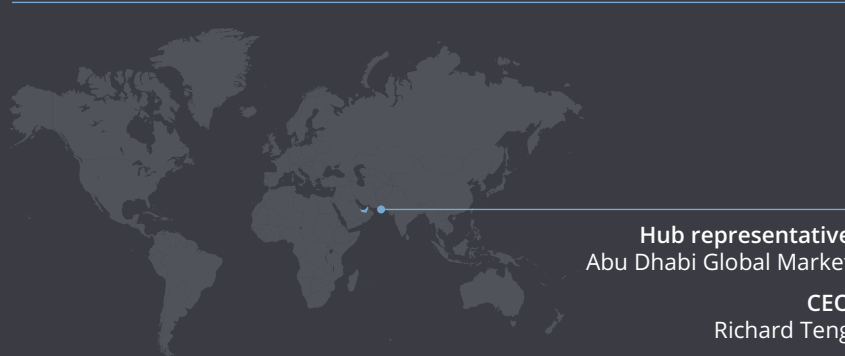 Hub representative
Abu Dhabi Global Market
CEO
Richard Teng